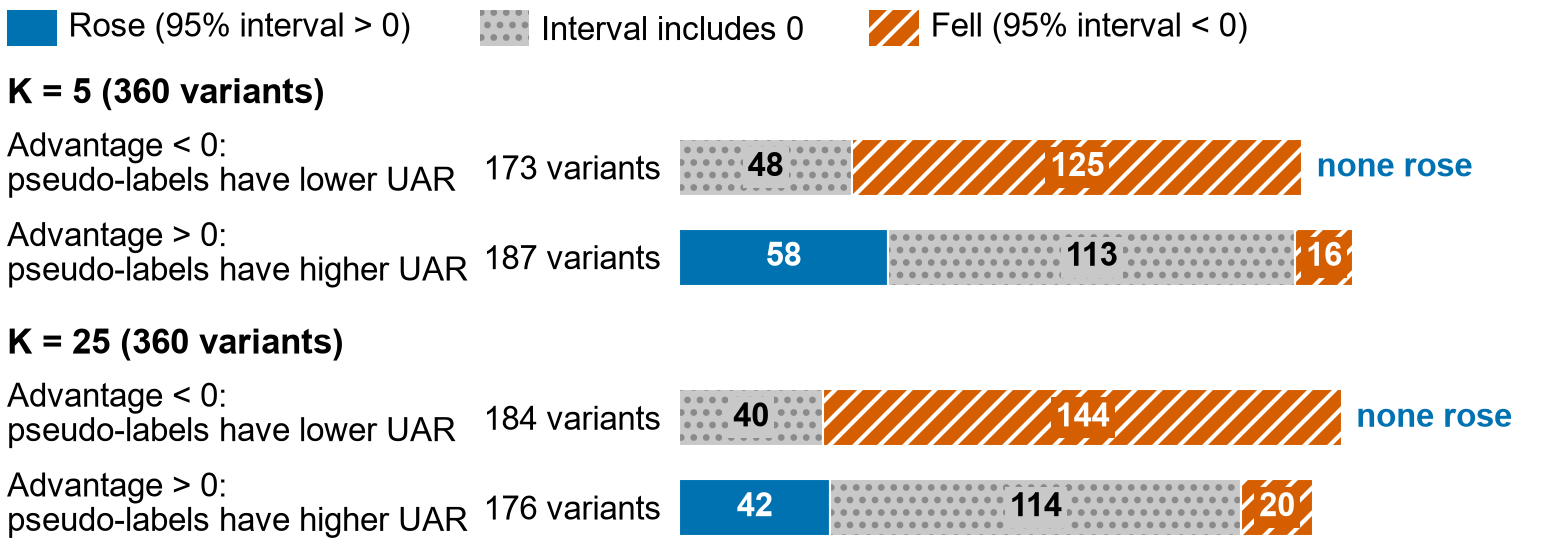 Rose (95% interval > 0)
Interval includes 0
Fell (95% interval < 0)
K = 5 (360 variants)
Advantage < 0:
pseudo-labels have lower UAR
173 variants
48
125
none rose
Advantage > 0:
pseudo-labels have higher UAR
187 variants
58
113
16
K = 25 (360 variants)
Advantage < 0:
pseudo-labels have lower UAR
184 variants
40
144
none rose
Advantage > 0:
pseudo-labels have higher UAR
176 variants
42
114
20